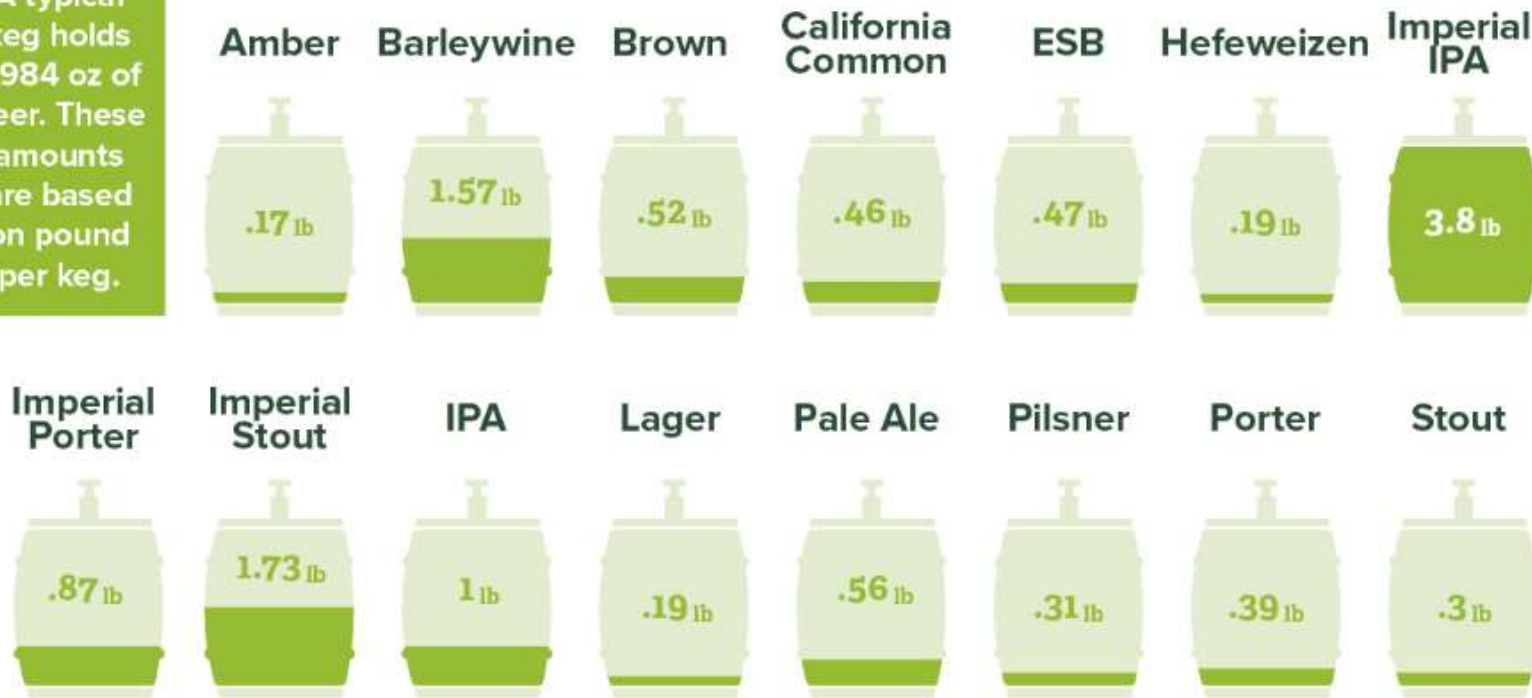 A typical
keg holds
984 oz of
These
amounts
are based
on pound
per keg.
Amber
.17 lb
Barleywine
1.57 lb
Brown
.52 lb
California
Common
.46 lb
ESB
.47 lb
Hefeweizen
.19 lb
Imperial
IPA
3.8 lb
Imperial
Porter
.87 lb
Imperial
Stout
1.73 lb
IPA
1 lb
Lager
.19 lb
Pale Ale
.56 lb
Pilsner
.31 lb
Porter
.39 lb
Stout
.3 lb